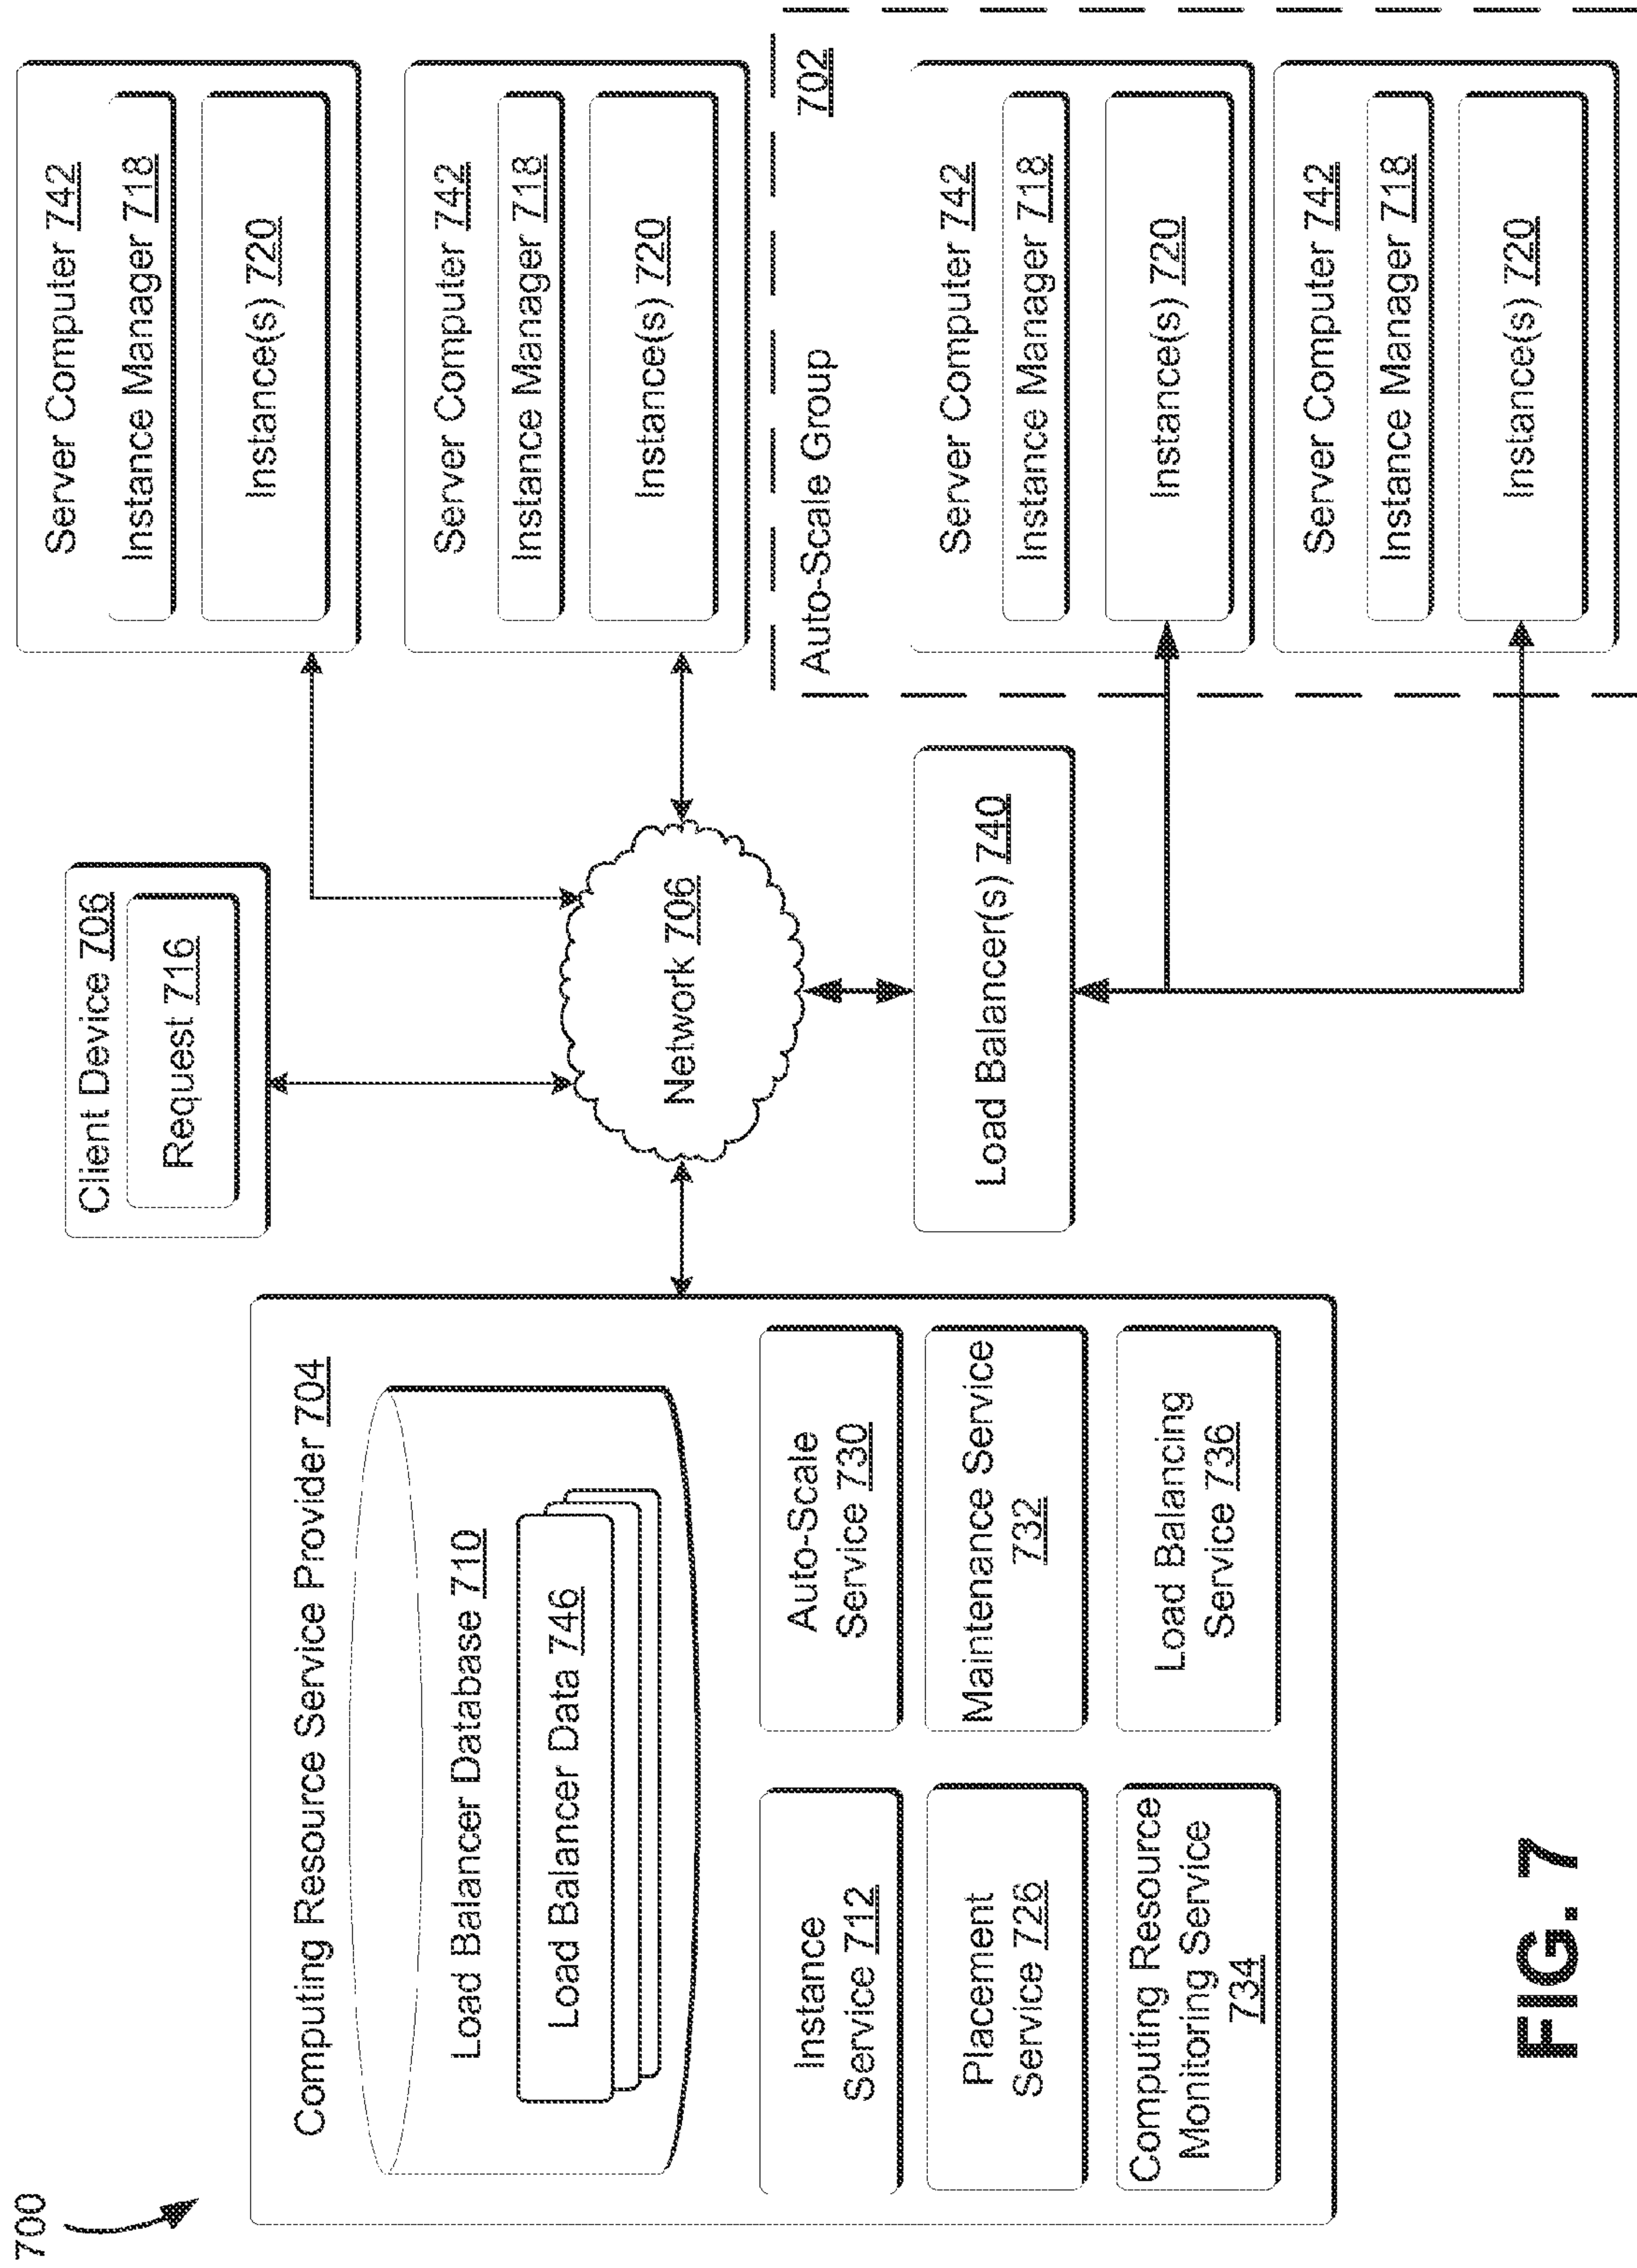 700
Computing Resource Service Provider 704
Load Balancer Database 710
Load Balancer Data 746
Instance
Service 712
Auto-Scale
Service 730
Placement
Service 726
Maintenance Service
732
Computing Resource
Monitoring Service
734
Load Balancing
Service 736
Client Device 706
Request 716
Network 706
Load Balancer(s) 740
Server Computer 742
Instance Manager 718
Instance(s) 720
Server Computer 742
Instance Manager 718
Instance(s) 720
Auto-Scale Group
702
Server Computer 742
Instance Manager 718
Instance(s) 720
Server Computer 742
Instance Manager 718
Instance(s) 720
FIG. 7